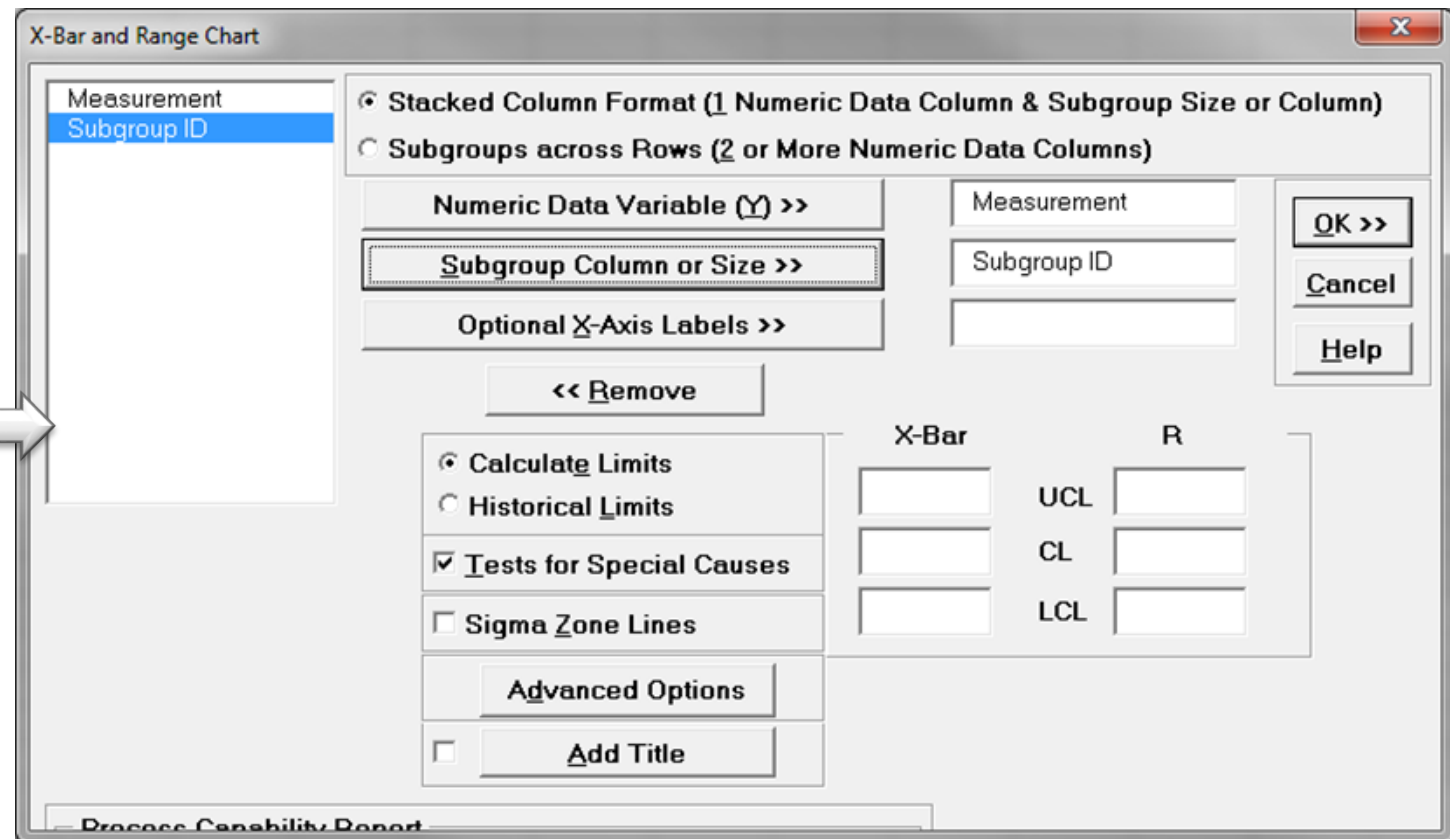 X-Bar and Range Chart
Measurement
Subgroup ID
Stacked Column Format (1 Numeric Data Column & Subgroup Size or Column)
Subgroups across Rows (2 or More Numeric Data Columns)
Numeric Data Variable (Y) >>
Measurement
OK >>
Subgroup Column or Size >>
Subgroup ID
Cancel
Optional X-Axis Labels >>
Help
<< Remove
X-Bar
R
Calculate Limits
Historical Limits
UCL
Tests for Special Causes
CL
Sigma Zone Lines
LCL
Advanced Options
Add Title
Process Capability Report